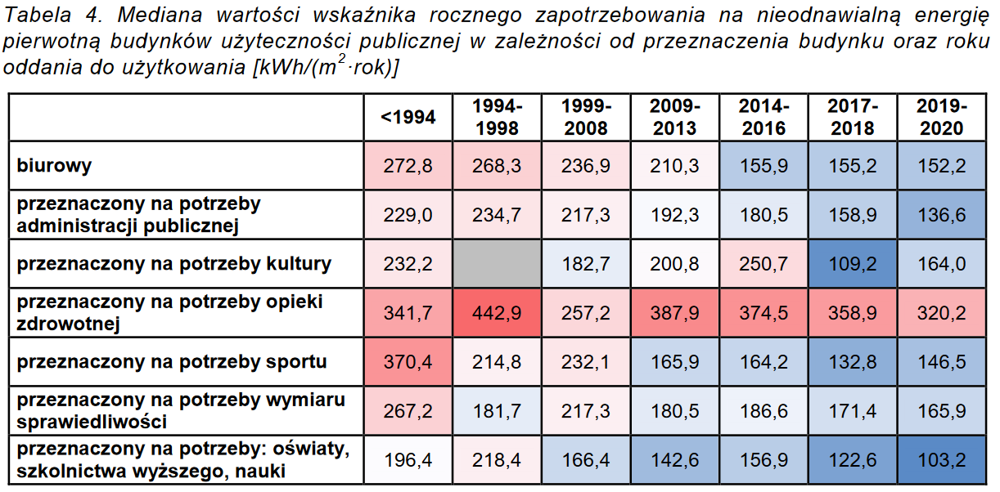 Tabela 4. Mediana wartości wskaźnika rocznego zapotrzebowania na nieodnawialną energię
pierwotną budynków użyteczności publicznej w zależności od przeznaczenia budynku oraz roku
oddania do użytkowania [kWh/(m²·rok)]
<1994 1994-1998 1999-2008 2009-2013 2014-2016 2017-2018 2019-2020
biurowy 272,8 268,3 236,9 210,3 155,9 155,2 152,2
przeznaczony na potrzeby
administracji publicznej 229,0 234,7 217,3 192,3 180,5 158,9 136,6
przeznaczony na potrzeby kultury 232,2 182,7 200,8 250,7 109,2 164,0
przeznaczony na potrzeby opieki
zdrowotnej 341,7 442,9 257,2 387,9 374,5 358,9 320,2
przeznaczony na potrzeby sportu 370,4 214,8 232,1 165,9 164,2 132,8 146,5
przeznaczony na potrzeby wymiaru
sprawiedliwości 267,2 181,7 217,3 180,5 186,6 171,4 165,9
przeznaczony na potrzeby: oświaty,
szkolnictwa wyższego, nauki 196,4 218,4 166,4 142,6 156,9 122,6 103,2